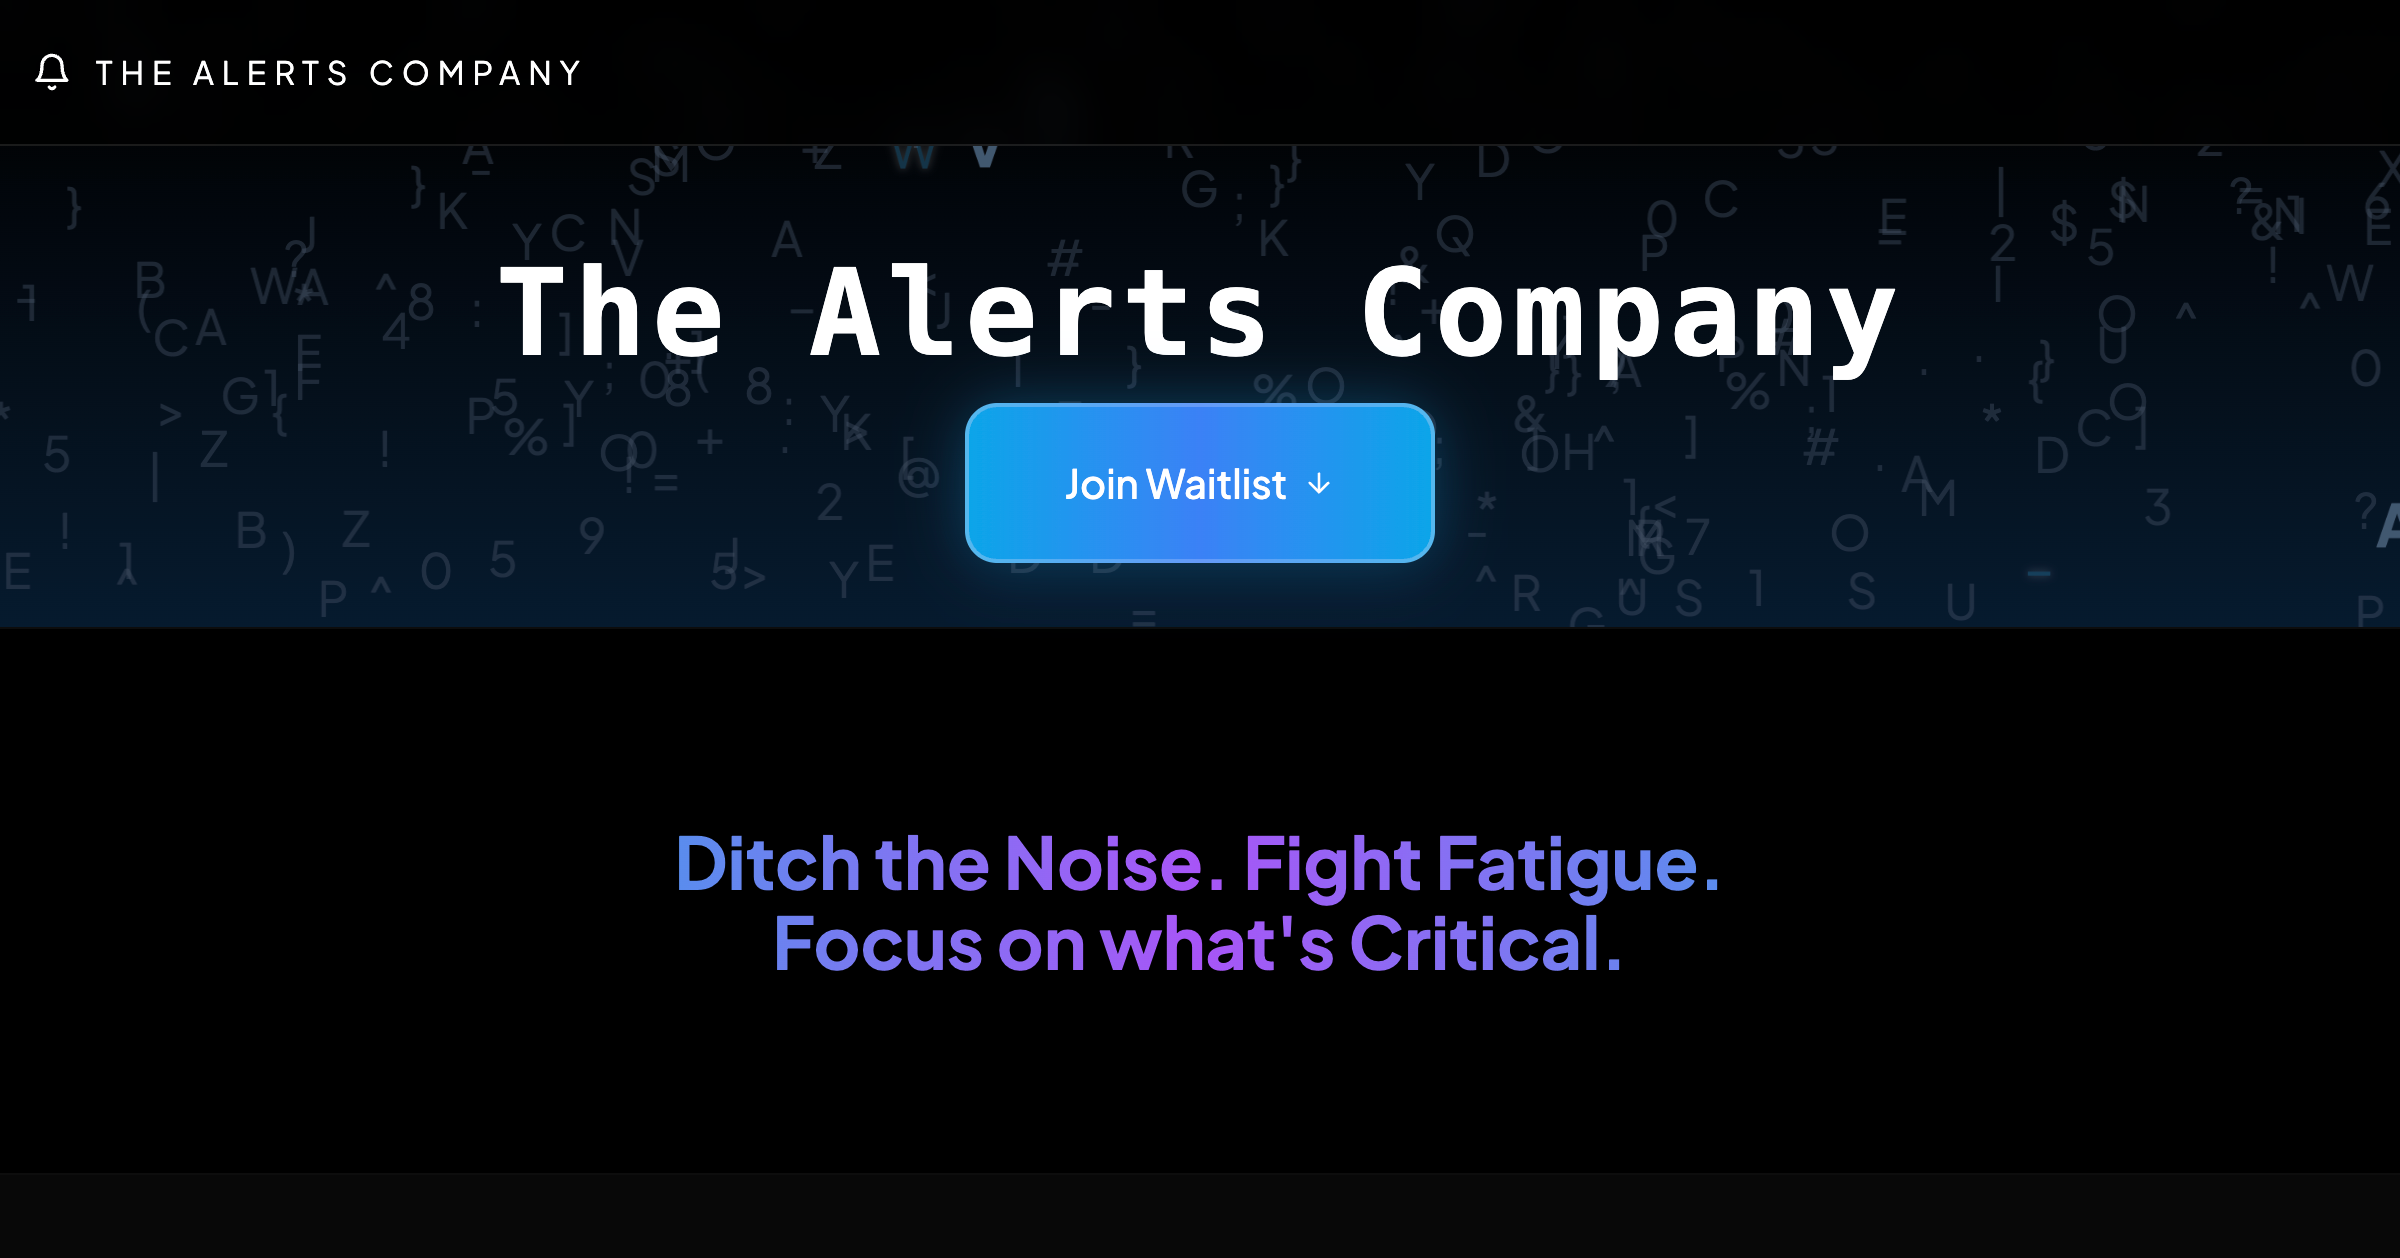 THE ALERTS COMPANY
The Alerts Company
Join Waitlist ↓
Ditch the Noise. Fight Fatigue.
Focus on what's Critical.